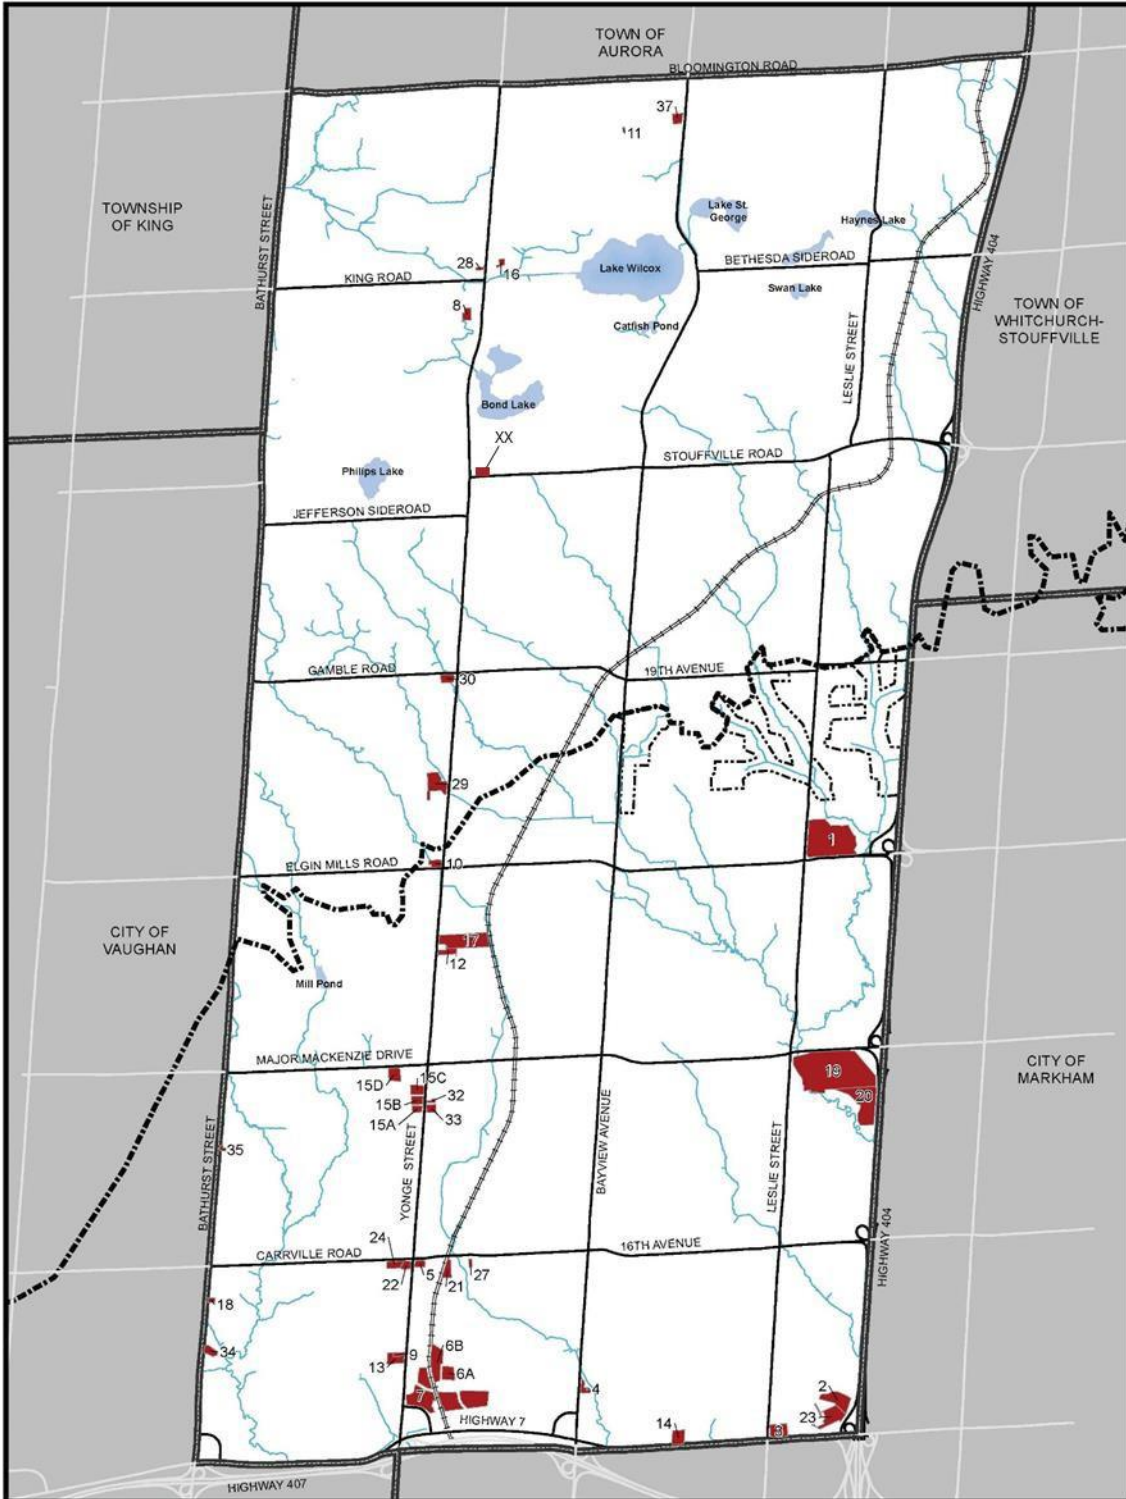 TOWN OF
AURORA
BLOOMINGTON ROAD
37
11
TOWNSHIP
OF KING
BATHURST STREET
Lake St.
George
Haynes Lake
HIGHWAY 404
28
16
KING ROAD
Lake Wilcox
BETHESDA SIDEROAD
Swan Lake
TOWN OF
WHITCHURCH-
STOUFFVILLE
8
Catfish Pond
LESLIE STREET
Bond Lake
XX
STOUFFVILLE ROAD
Philips Lake
JEFFERSON SIDEROAD
GAMBLE ROAD
30
19TH AVENUE
29
1
ELGIN MILLS ROAD
10
CITY OF
VAUGHAN
17
12
Mill Pond
MAJOR MACKENZIE DRIVE
CITY OF
MARKHAM
19
20
15D
15C
15B
32
15A
33
YONGE STREET
BAYVIEW AVENUE
LESLIE STREET
35
BATHURST STREET
HIGHWAY 404
24
CARRVILLE ROAD
16TH AVENUE
22
5
21
27
18
34
9
13
6B
6A
7
4
2
23
HIGHWAY 7
14
3
HIGHWAY 407